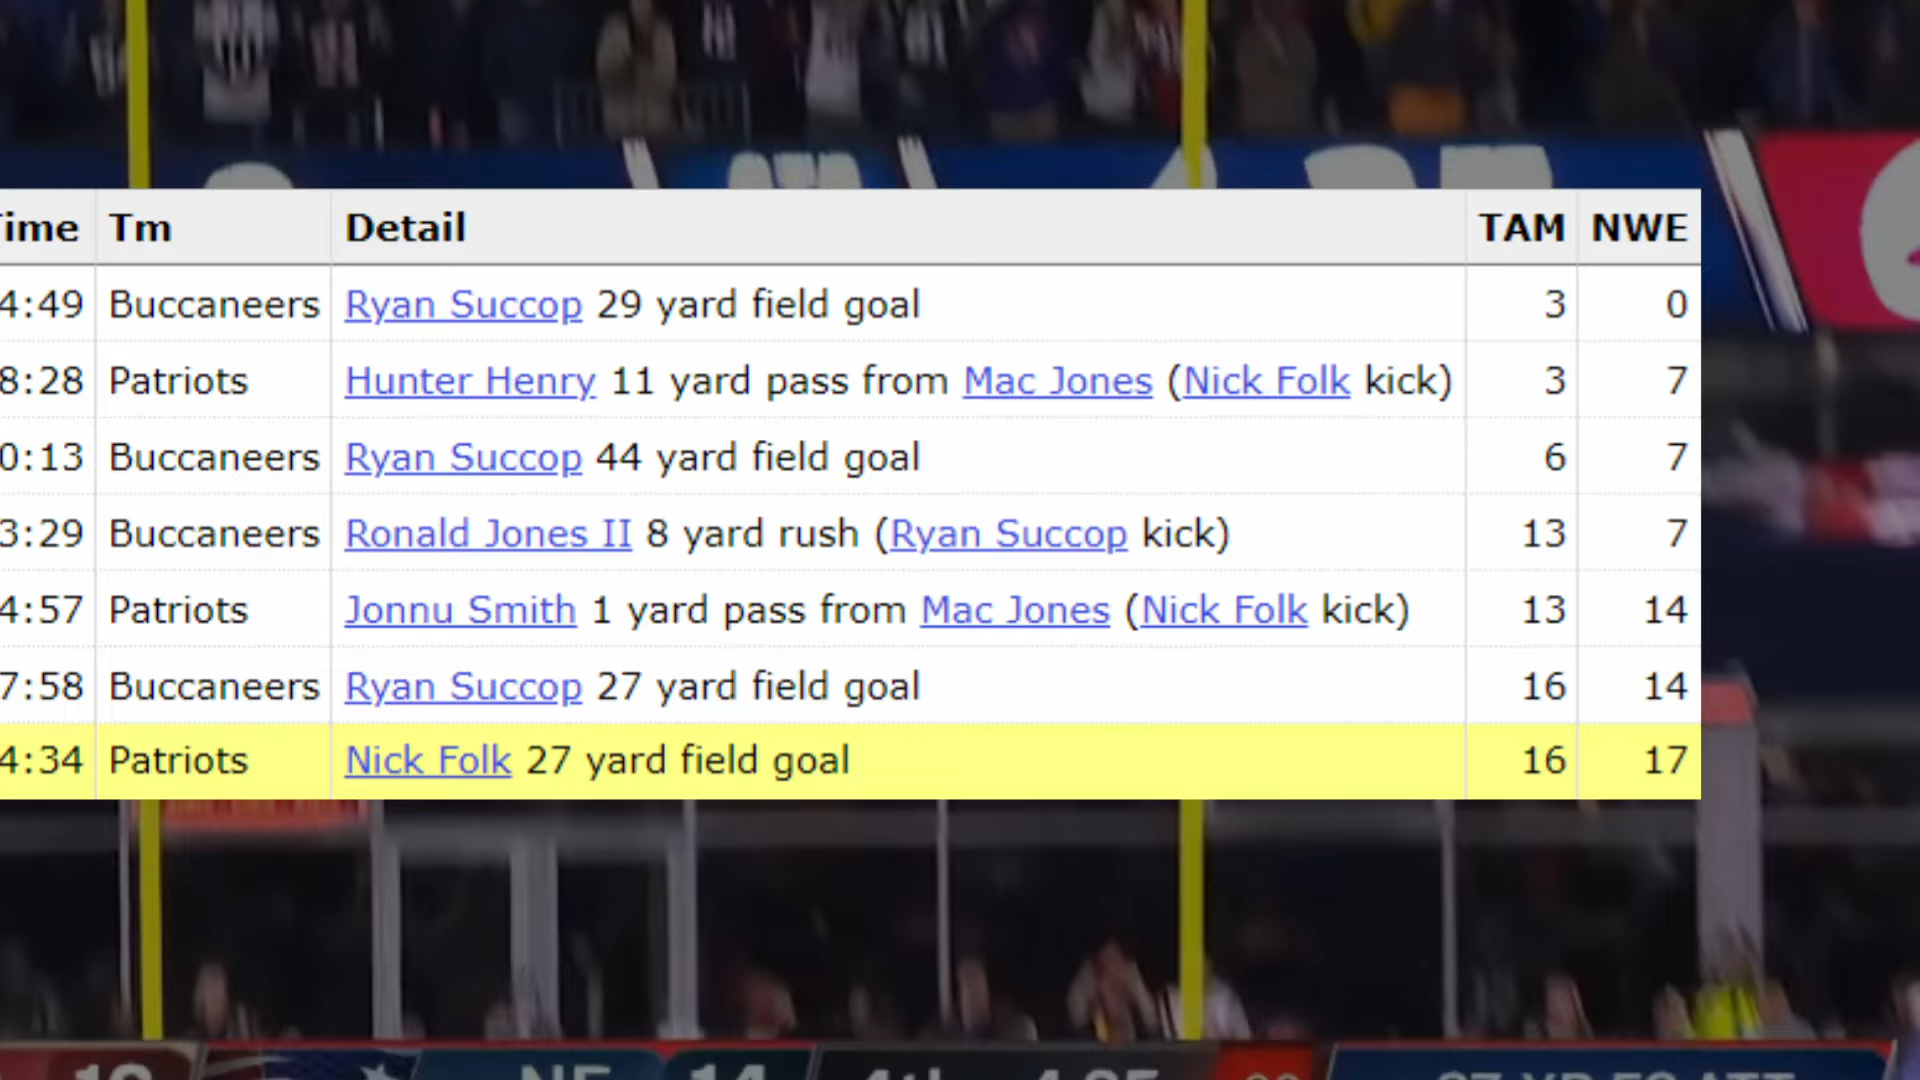 ime Tm Detail TAM NWE
4:49 Buccaneers Ryan Succop 29 yard field goal 3 0
8:28 Patriots Hunter Henry 11 yard pass from Mac Jones (Nick Folk kick) 3 7
0:13 Buccaneers Ryan Succop 44 yard field goal 6 7
3:29 Buccaneers Ronald Jones II 8 yard rush (Ryan Succop kick) 13 7
4:57 Patriots Jonnu Smith 1 yard pass from Mac Jones (Nick Folk kick) 13 14
7:58 Buccaneers Ryan Succop 27 yard field goal 16 14
4:34 Patriots Nick Folk 27 yard field goal 16 17
NE 14 4th 4:35